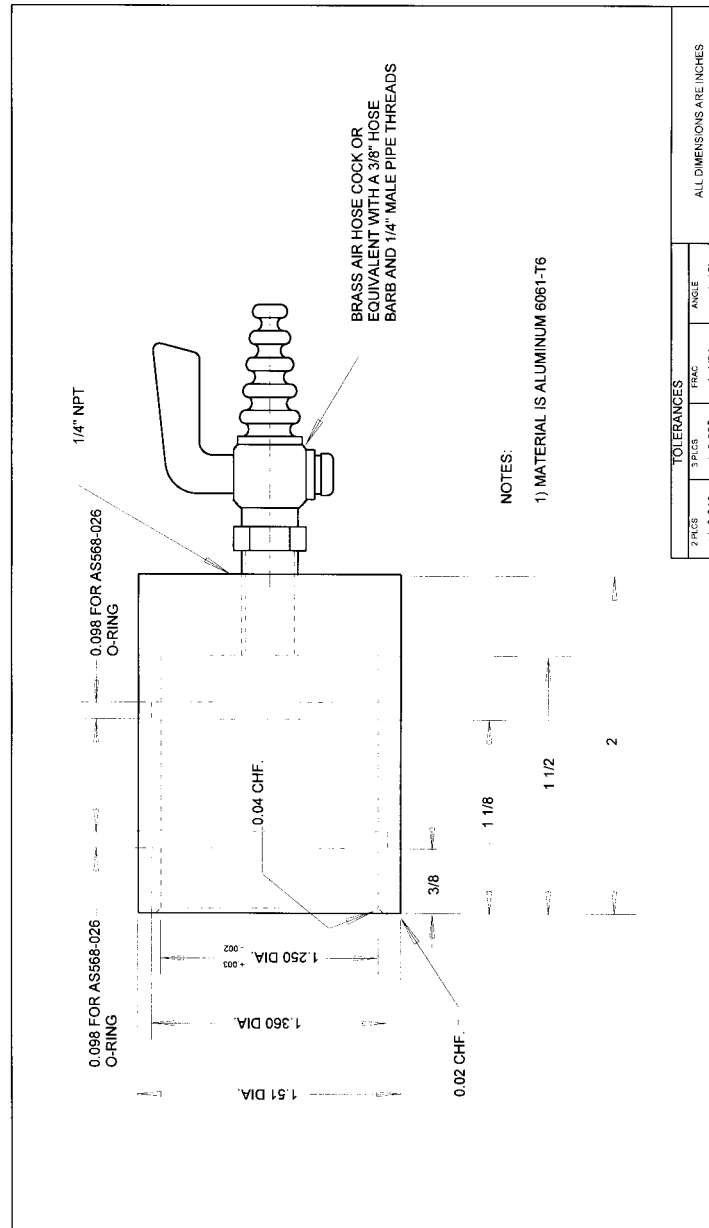 0.098 FOR AS568-026
O-RING
0.098 FOR AS568-026
O-RING
1/4" NPT
BRASS AIR HOSE COCK OR
EQUIVALENT WITH A 3/8" HOSE
BARB AND 1/4" MALE PIPE THREADS
1.51 DIA.
1.360 DIA.
1.250 DIA. +.003
-.002
0.04 CHF.
0.02 CHF.
3/8
1 1/8
1 1/2
2
NOTES:
1) MATERIAL IS ALUMINUM 6061-T6
TOLERANCES
2 PLCS 3 PLCS FRAC ANGLE
ALL DIMENSIONS ARE INCHES